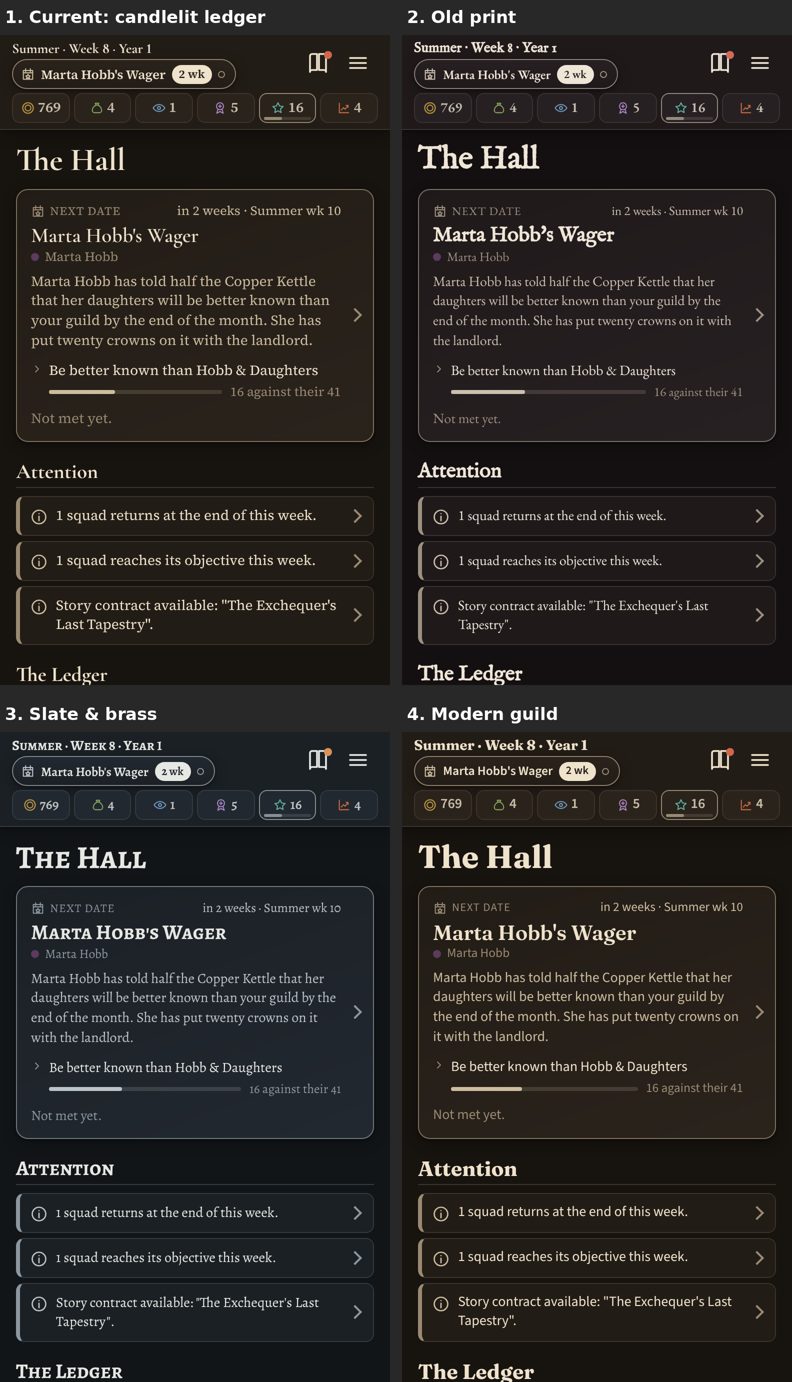 1. Current: candlelit ledger
Summer · Week 8 · Year 1
Marta Hobb's Wager 2 wk
769 4 1 5 16 4
The Hall
NEXT DATE in 2 weeks · Summer wk 10
Marta Hobb's Wager
Marta Hobb
Marta Hobb has told half the Copper Kettle
that her daughters will be better known than
your guild by the end of the month. She has
put twenty crowns on it with the landlord.
Be better known than Hobb & Daughters
16 against their 41
Not met yet.
Attention
1 squad returns at the end of this week.
1 squad reaches its objective this week.
Story contract available: "The Exchequer's
Last Tapestry".
The Ledger
2. Old print
Summer · Week 8 · Year 1
Marta Hobb's Wager 2 wk
769 4 1 5 16 4
The Hall
NEXT DATE in 2 weeks · Summer wk 10
Marta Hobb's Wager
Marta Hobb
Marta Hobb has told half the Copper Kettle that her
daughters will be better known than your guild by the
end of the month. She has put twenty crowns on it with
the landlord.
Be better known than Hobb & Daughters
16 against their 41
Not met yet.
Attention
1 squad returns at the end of this week.
1 squad reaches its objective this week.
Story contract available: "The Exchequer's Last
Tapestry".
The Ledger
3. Slate & brass
Summer · Week 8 · Year 1
Marta Hobb's Wager 2 wk
769 4 1 5 16 4
The Hall
NEXT DATE in 2 weeks · Summer wk 10
Marta Hobb's Wager
Marta Hobb
Marta Hobb has told half the Copper Kettle that her
daughters will be better known than your guild by the
end of the month. She has put twenty crowns on it
with the landlord.
Be better known than Hobb & Daughters
16 against their 41
Not met yet.
Attention
1 squad returns at the end of this week.
1 squad reaches its objective this week.
Story contract available: "The Exchequer's Last
Tapestry".
The Ledger
4. Modern guild
Summer · Week 8 · Year 1
Marta Hobb's Wager 2 wk
769 4 1 5 16 4
The Hall
NEXT DATE in 2 weeks · Summer wk 10
Marta Hobb's Wager
Marta Hobb
Marta Hobb has told half the Copper Kettle that her
daughters will be better known than your guild by
the end of the month. She has put twenty crowns on
it with the landlord.
Be better known than Hobb & Daughters
16 against their 41
Not met yet.
Attention
1 squad returns at the end of this week.
1 squad reaches its objective this week.
Story contract available: "The Exchequer's Last
Tapestry".
The Ledger